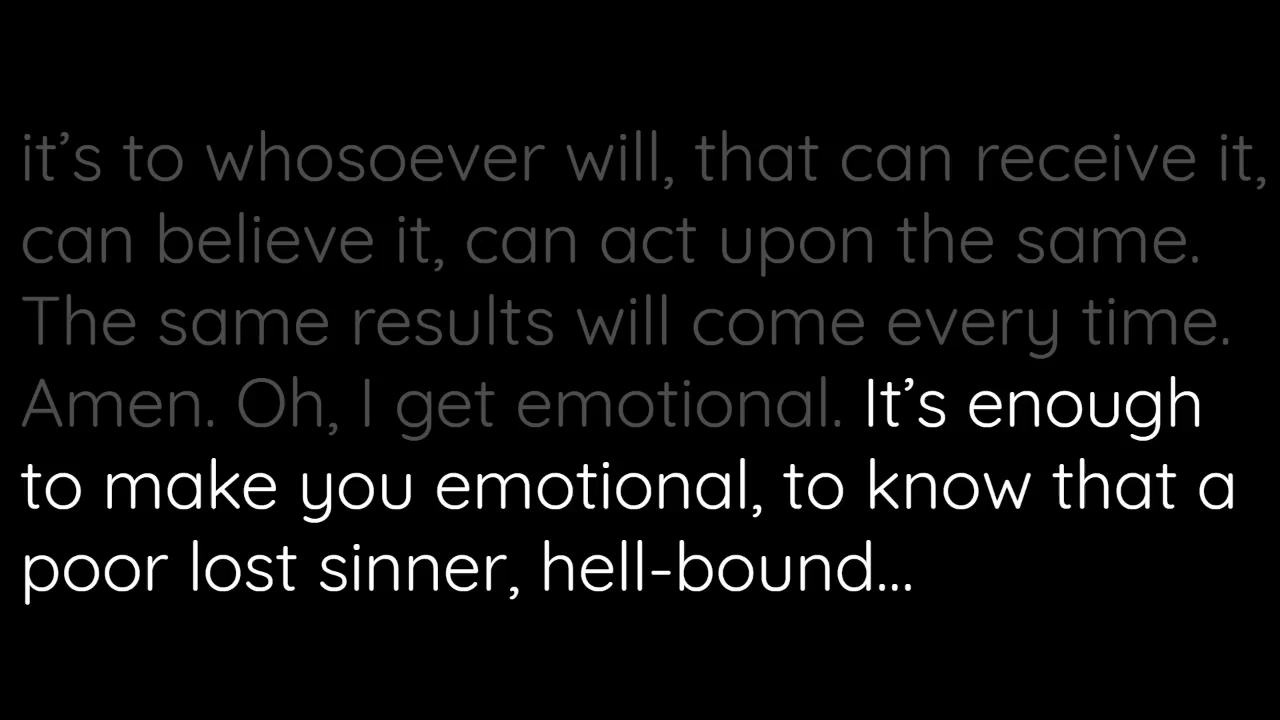 it’s to whosoever will, that can receive it,
can believe it, can act upon the same.
The same results will come every time.
Amen. Oh, I get emotional. It’s enough
to make you emotional, to know that a
poor lost sinner, hell-bound...